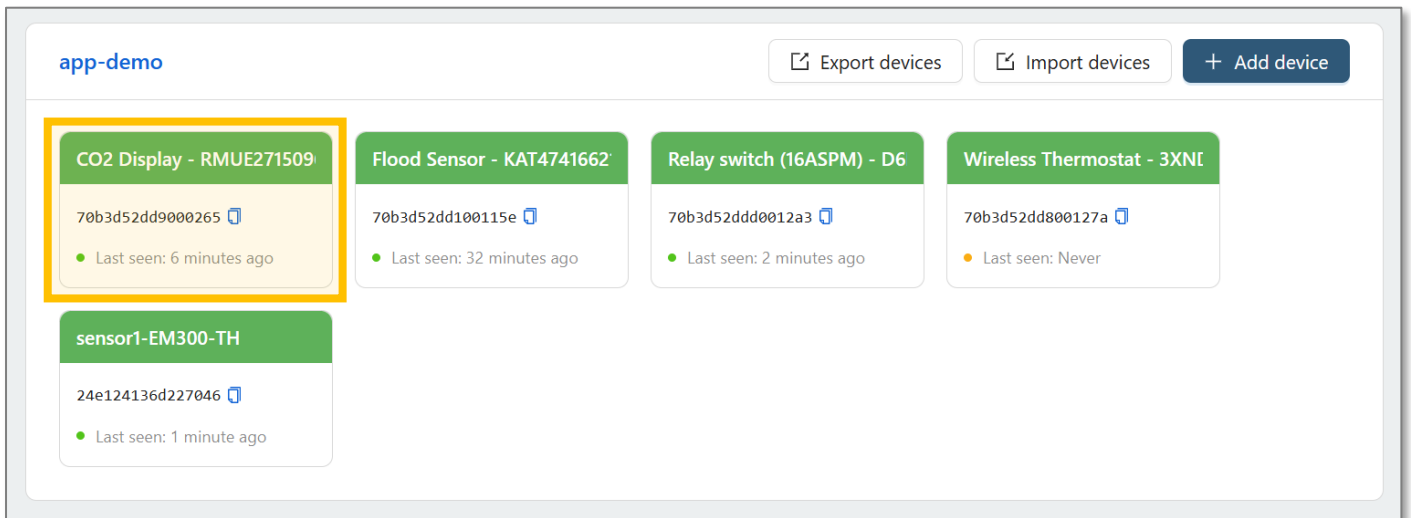 app-demo
Export devices
Import devices
+ Add device
CO2 Display - RMUE271509
Flood Sensor - KAT4741662
Relay switch (16ASPM) - D6
Wireless Thermostat - 3XN
70b3d52dd9000265
70b3d52dd100115e
70b3d52ddd0012a3
70b3d52dd800127a
Last seen: 6 minutes ago
Last seen: 32 minutes ago
Last seen: 2 minutes ago
Last seen: Never
sensor1-EM300-TH
24e124136d227046
Last seen: 1 minute ago